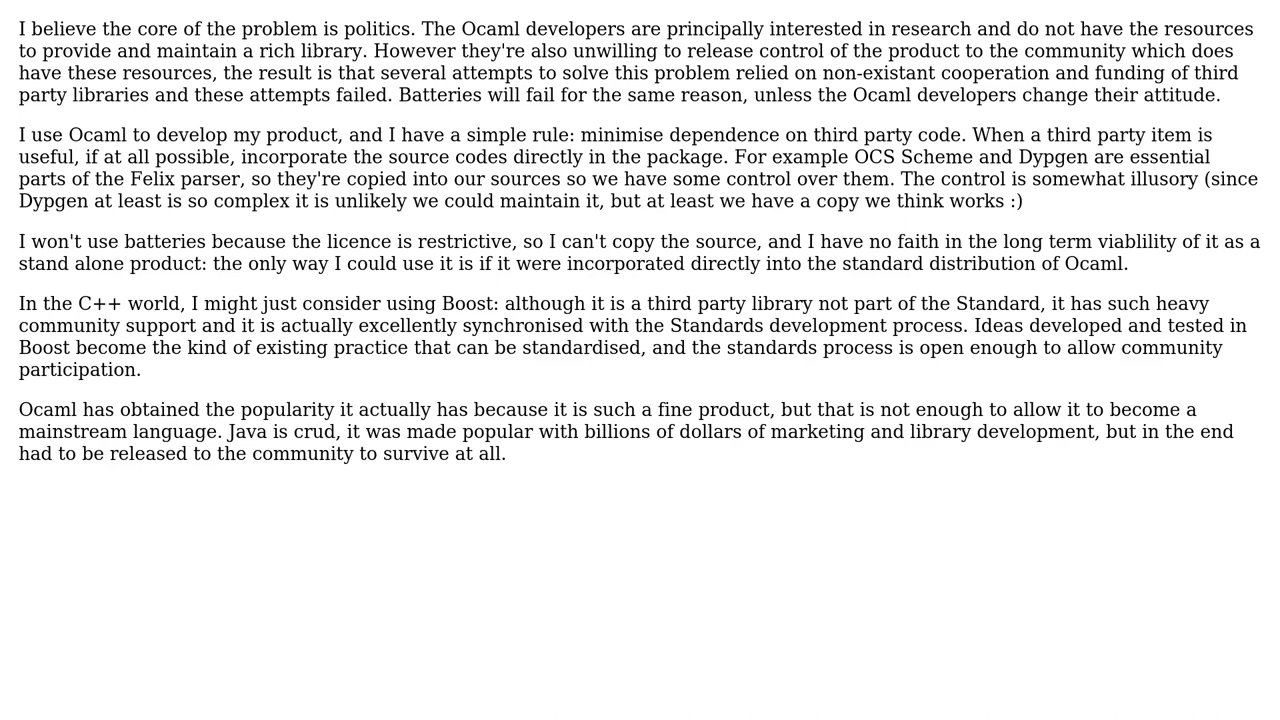 I believe the core of the problem is politics. The Ocaml developers are principally interested in research and do not have the resources
to provide and maintain a rich library. However they're also unwilling to release control of the product to the community which does
have these resources, the result is that several attempts to solve this problem relied on non-existant cooperation and funding of third
party libraries and these attempts failed. Batteries will fail for the same reason, unless the Ocaml developers change their attitude.
I use Ocaml to develop my product, and I have a simple rule: minimise dependence on third party code. When a third party item is
useful, if at all possible, incorporate the source codes directly in the package. For example OCS Scheme and Dypgen are essential
parts of the Felix parser, so they're copied into our sources so we have some control over them. The control is somewhat illusory (since
Dypgen at least is so complex it is unlikely we could maintain it, but at least we have a copy we think works :)
I won't use batteries because the licence is restrictive, so I can't copy the source, and I have no faith in the long term viablility of it as a
stand alone product: the only way I could use it is if it were incorporated directly into the standard distribution of Ocaml.
In the C++ world, I might just consider using Boost: although it is a third party library not part of the Standard, it has such heavy
community support and it is actually excellently synchronised with the Standards development process. Ideas developed and tested in
Boost become the kind of existing practice that can be standardised, and the standards process is open enough to allow community
participation.
Ocaml has obtained the popularity it actually has because it is such a fine product, but that is not enough to allow it to become a
mainstream language. Java is crud, it was made popular with billions of dollars of marketing and library development, but in the end
had to be released to the community to survive at all.